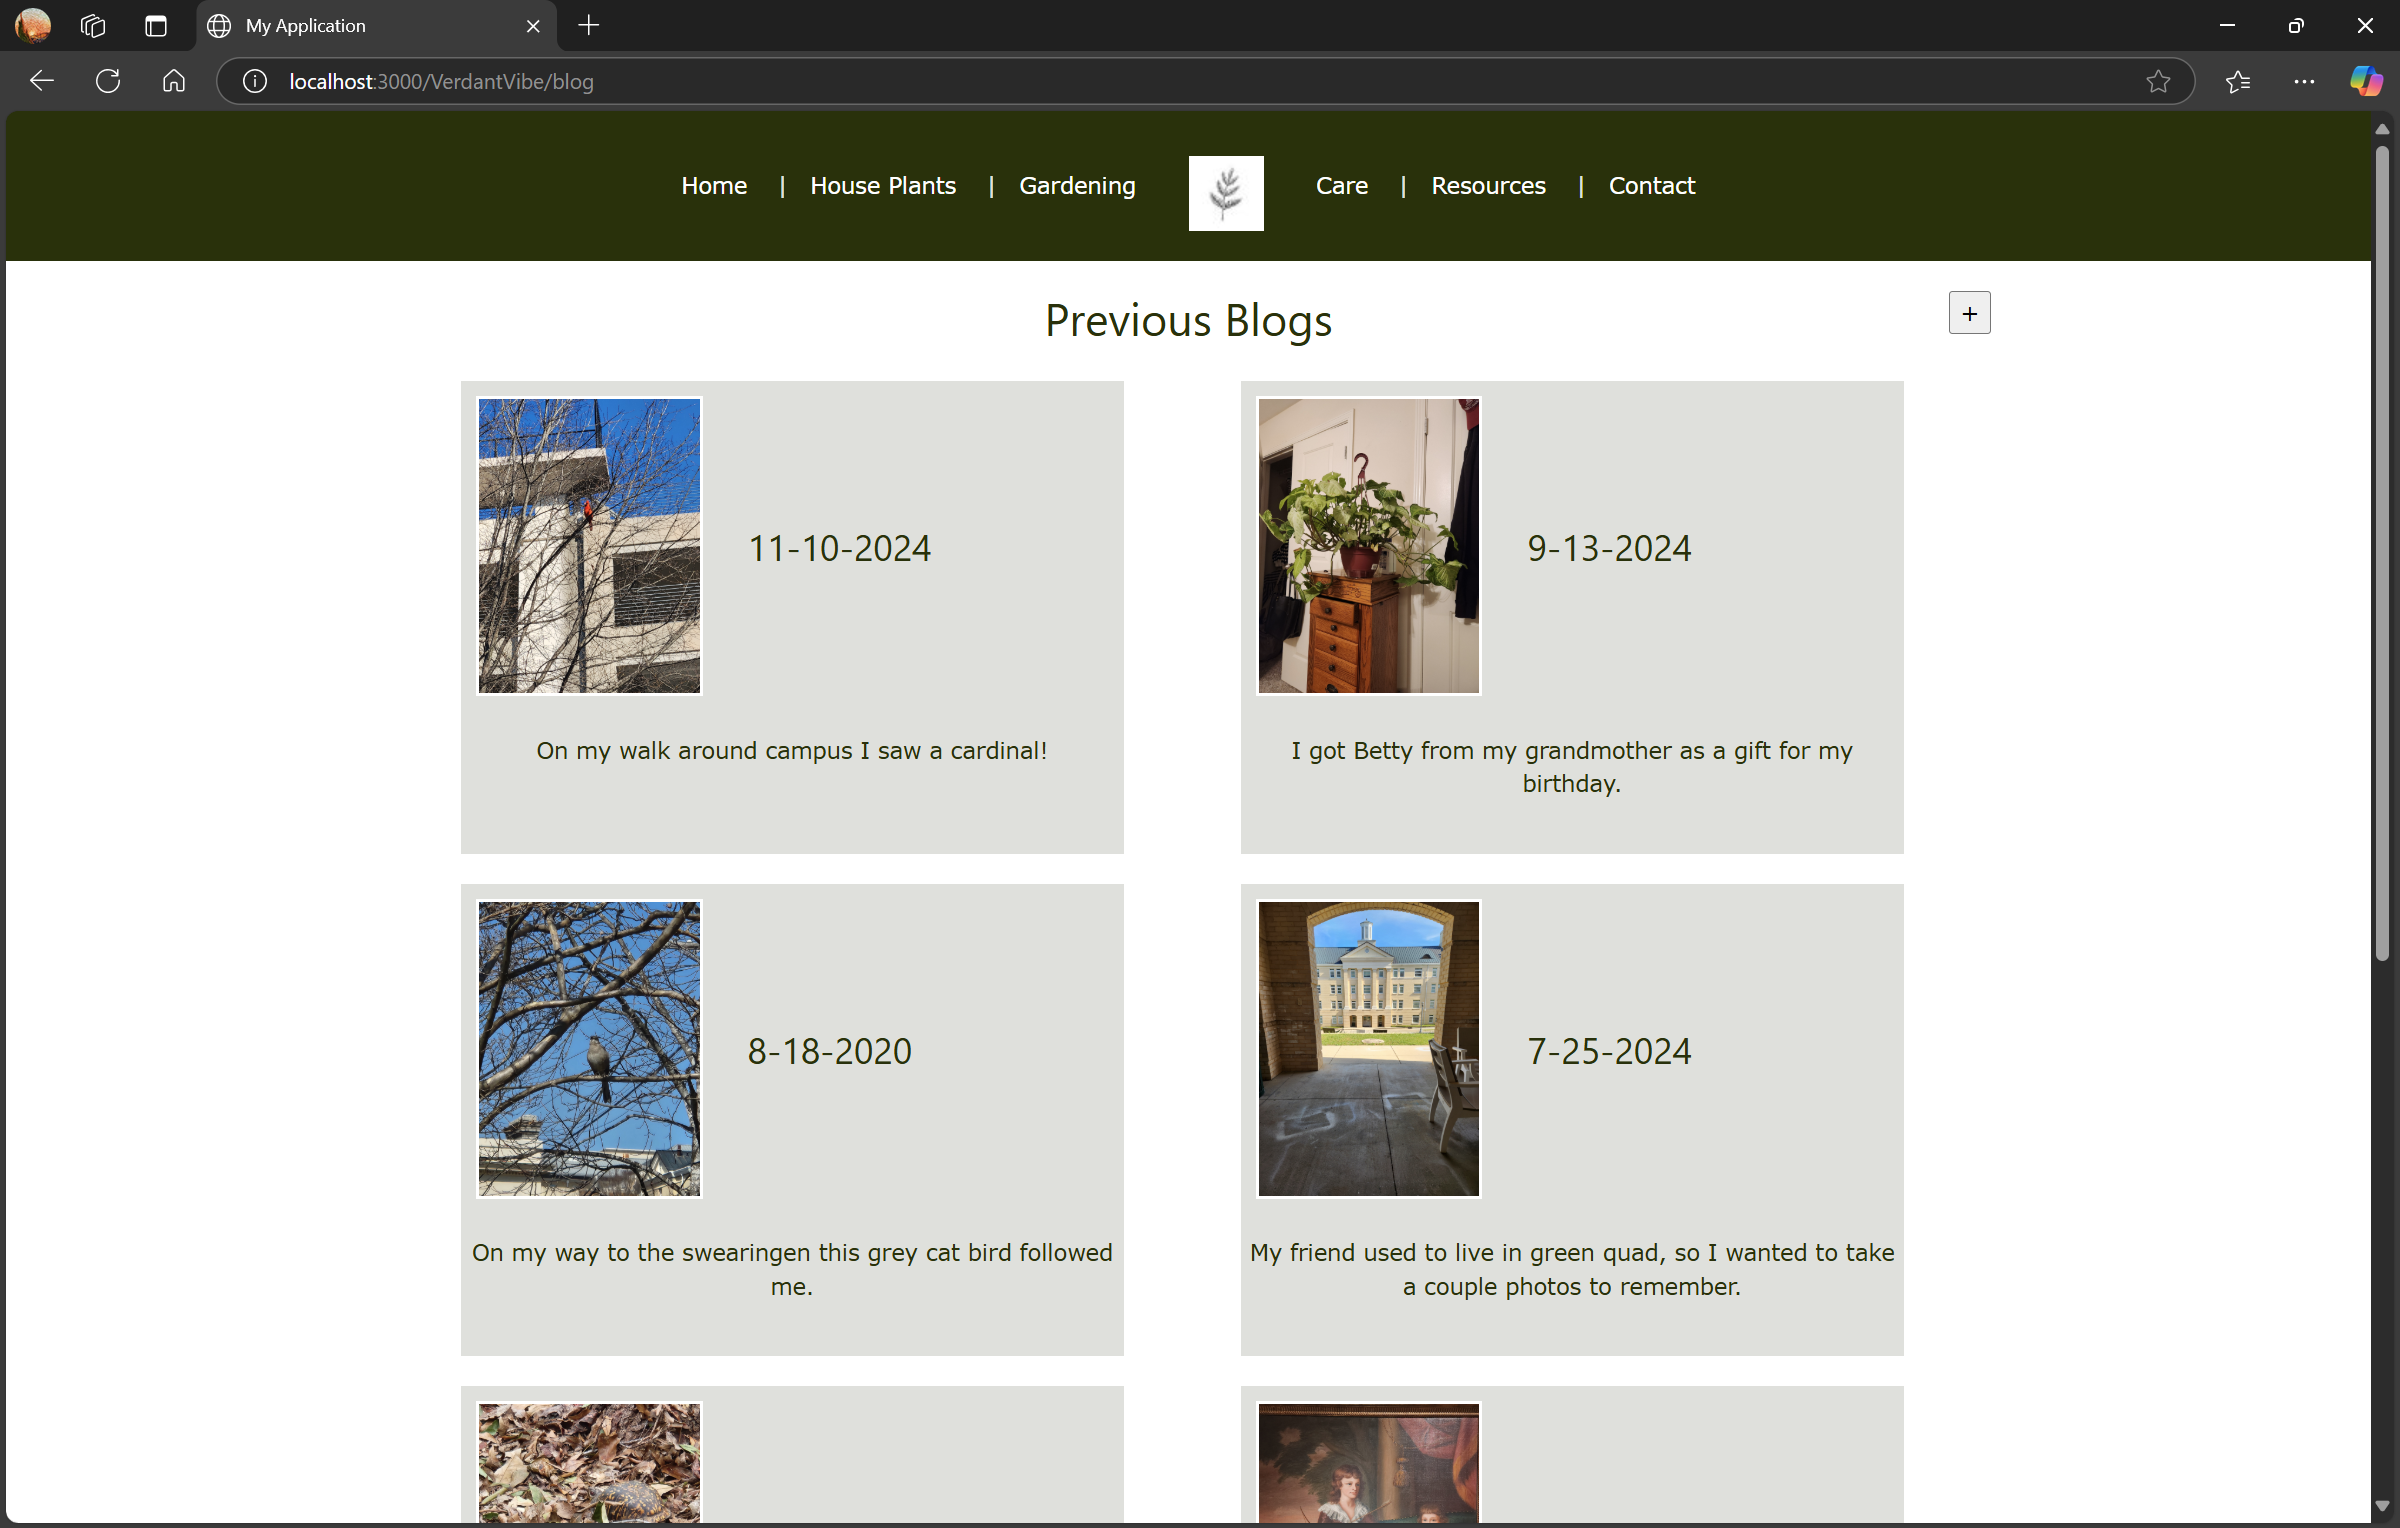 My Application
localhost:3000/VerdantVibe/blog
Home | House Plants | Gardening Care | Resources | Contact
Previous Blogs
+
11-10-2024
On my walk around campus I saw a cardinal!
9-13-2024
I got Betty from my grandmother as a gift for my
birthday.
8-18-2020
On my way to the swearingen this grey cat bird followed
me.
7-25-2024
My friend used to live in green quad, so I wanted to take
a couple photos to remember.